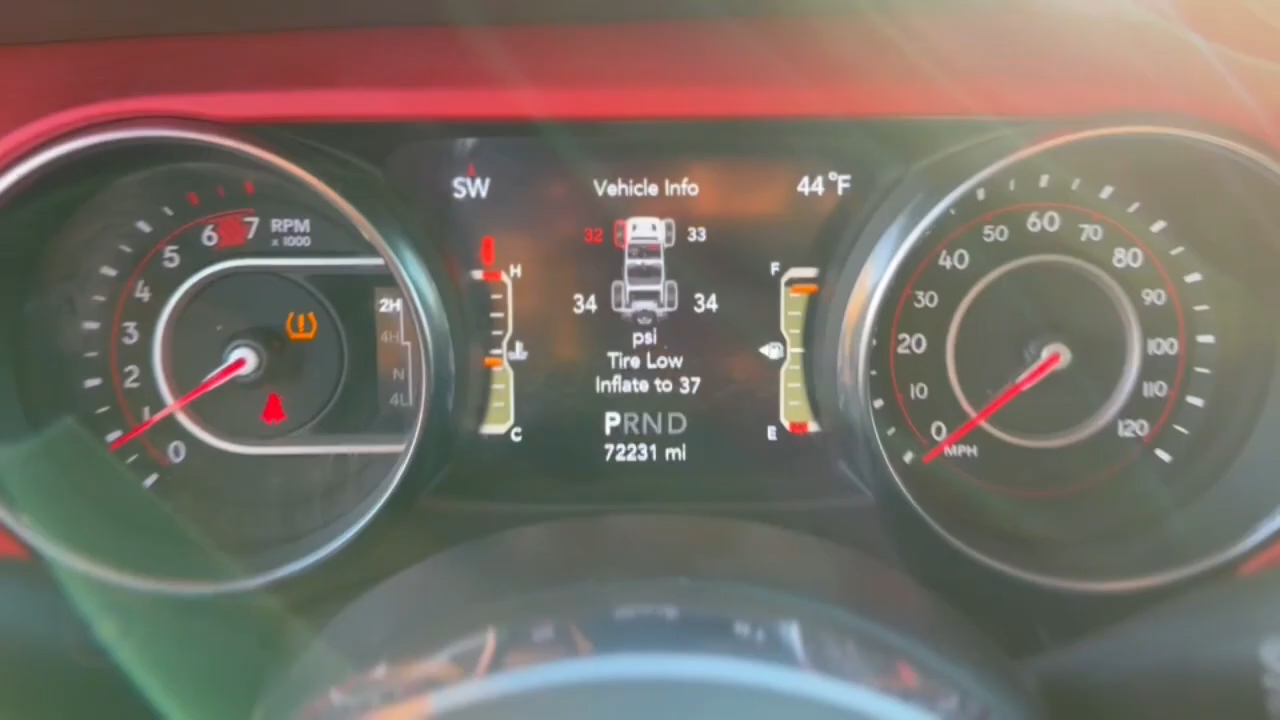 SW
Vehicle Info
44°F
32
33
34
34
psi
Tire Low
Inflate to 37
PRND
72231 mi
H
C
F
E
7
6
5
4
3
2
1
0
RPM
x 1000
2H
4H
N
4L
0
10
20
30
40
50
60
70
80
90
100
110
120
MPH